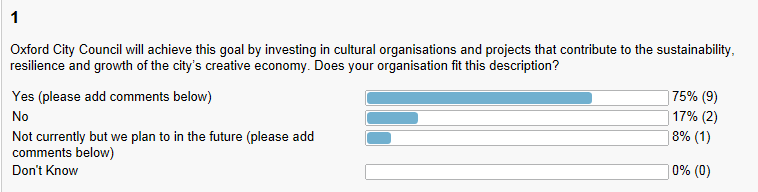 1
Oxford City Council will achieve this goal by investing in cultural organisations and projects that contribute to the sustainability,
resilience and growth of the city's creative economy. Does your organisation fit this description?
Yes (please add comments below) 75% (9)
No 17% (2)
Not currently but we plan to in the future (please add 8% (1)
comments below)
Don't Know 0% (0)